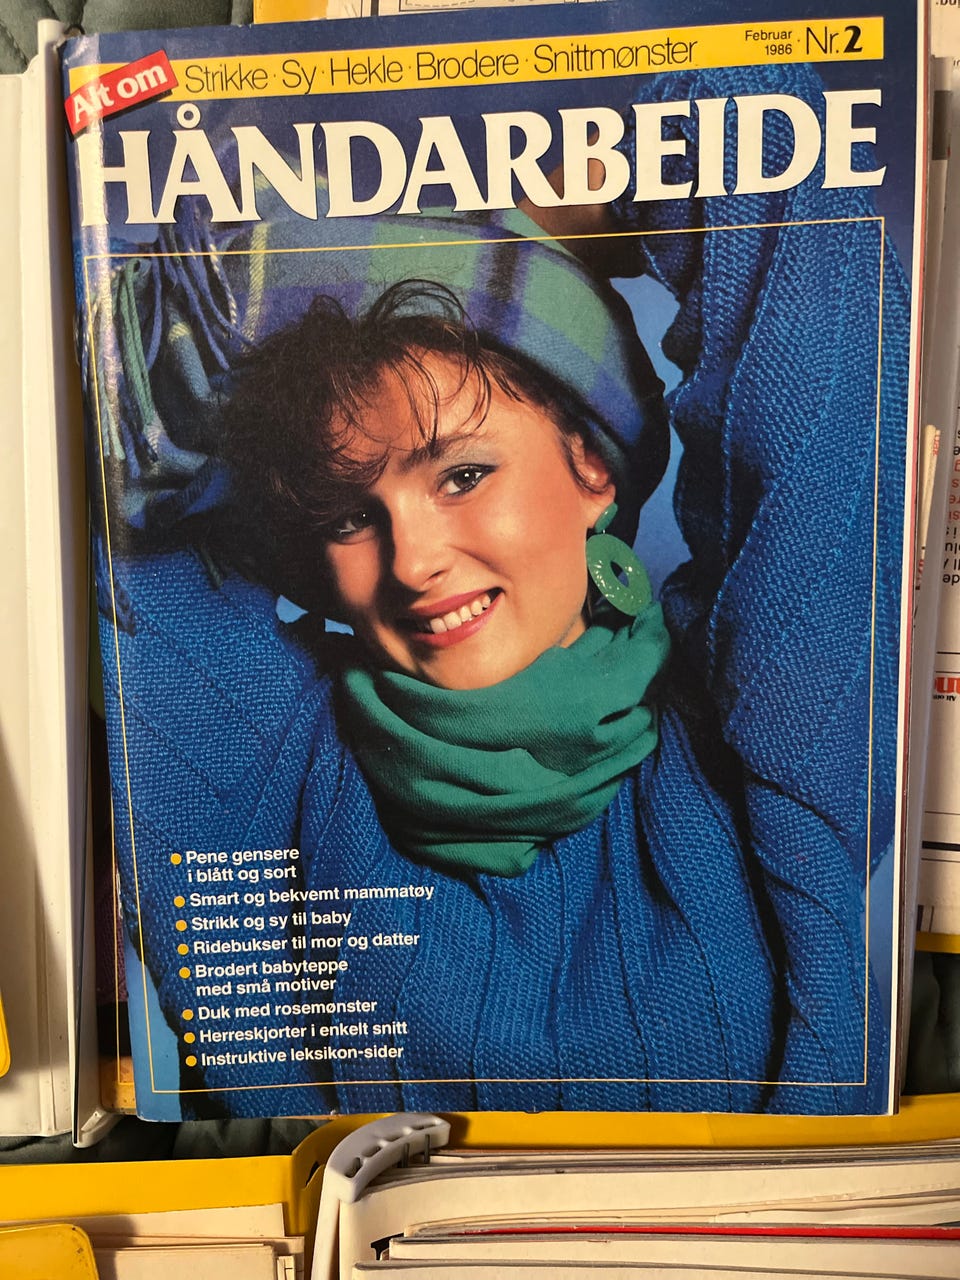 Alt om
Strikke · Sy · Hekle · Brodere · Snittmønster
Februar
1986 · Nr. 2
HÅNDARBEIDE
Pene gensere
i blått og sort
Smart og bekvemt mammatøy
Strikk og sy til baby
Ridebukser til mor og datter
Brodert babyteppe
med små motiver
Duk med rosemønster
Herreskjorter i enkelt snitt
Instruktive leksikon-sider